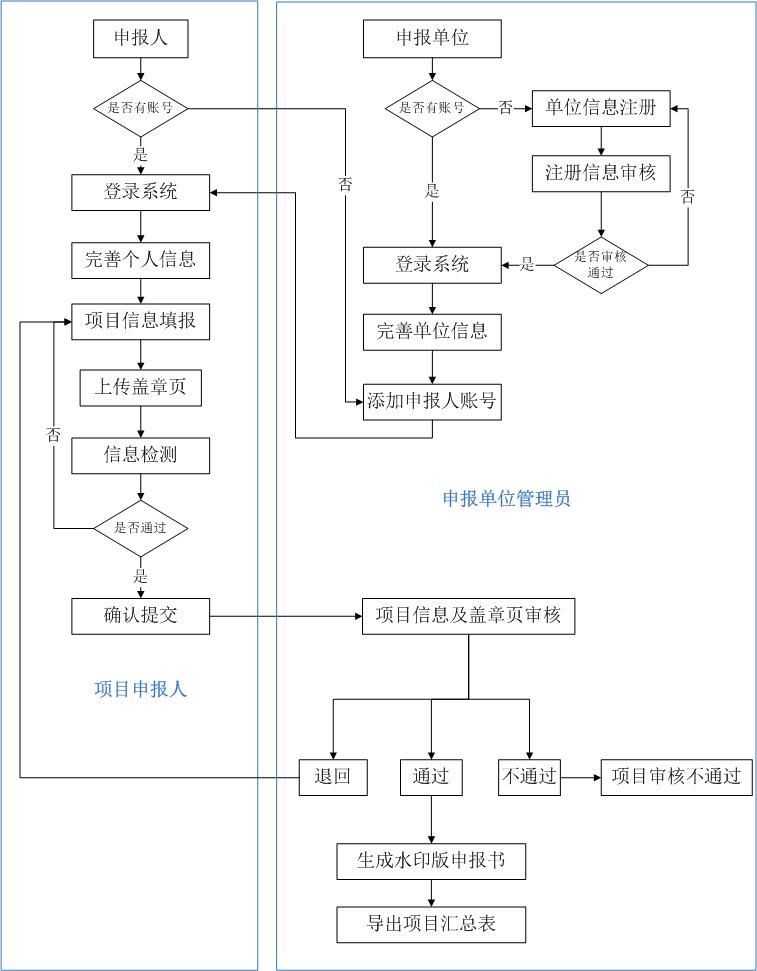 申报人
是否有账号
是
否
登录系统
完善个人信息
项目信息填报
上传盖章页
否
信息检测
是否通过
是
确认提交
项目申报人
申报单位
是否有账号
否
单位信息注册
注册信息审核
是
否
是否审核
通过
是
登录系统
完善单位信息
添加申报人账号
申报单位管理员
项目信息及盖章页审核
退回
通过
不通过
项目审核不通过
生成水印版申报书
导出项目汇总表